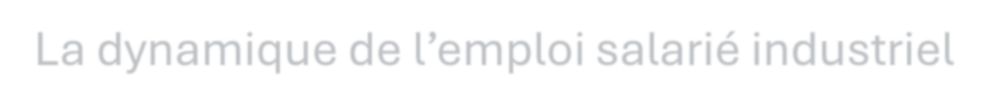 La dynamique de l’emploi salarié industriel